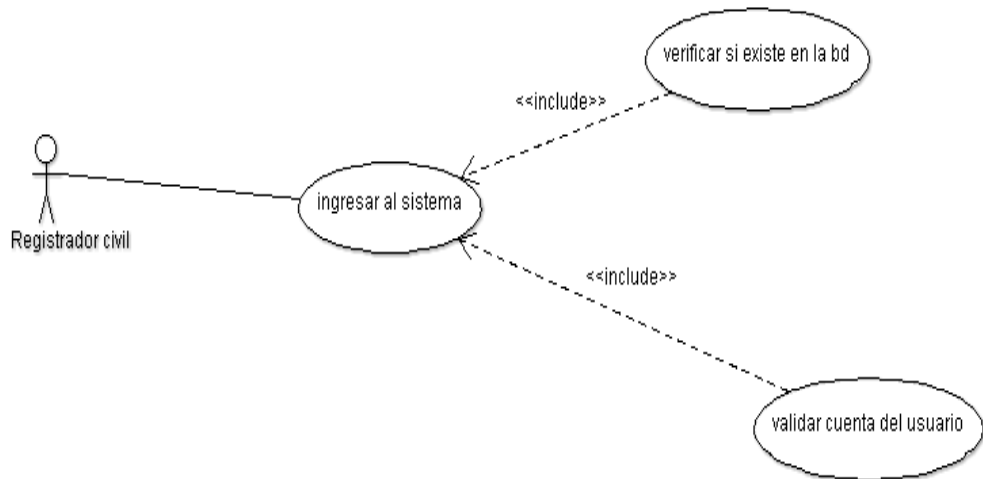 verificar si existe en la bd
<<include>>
ingresar al sistema
Registrador civil
<<include>>
validar cuenta del usuario